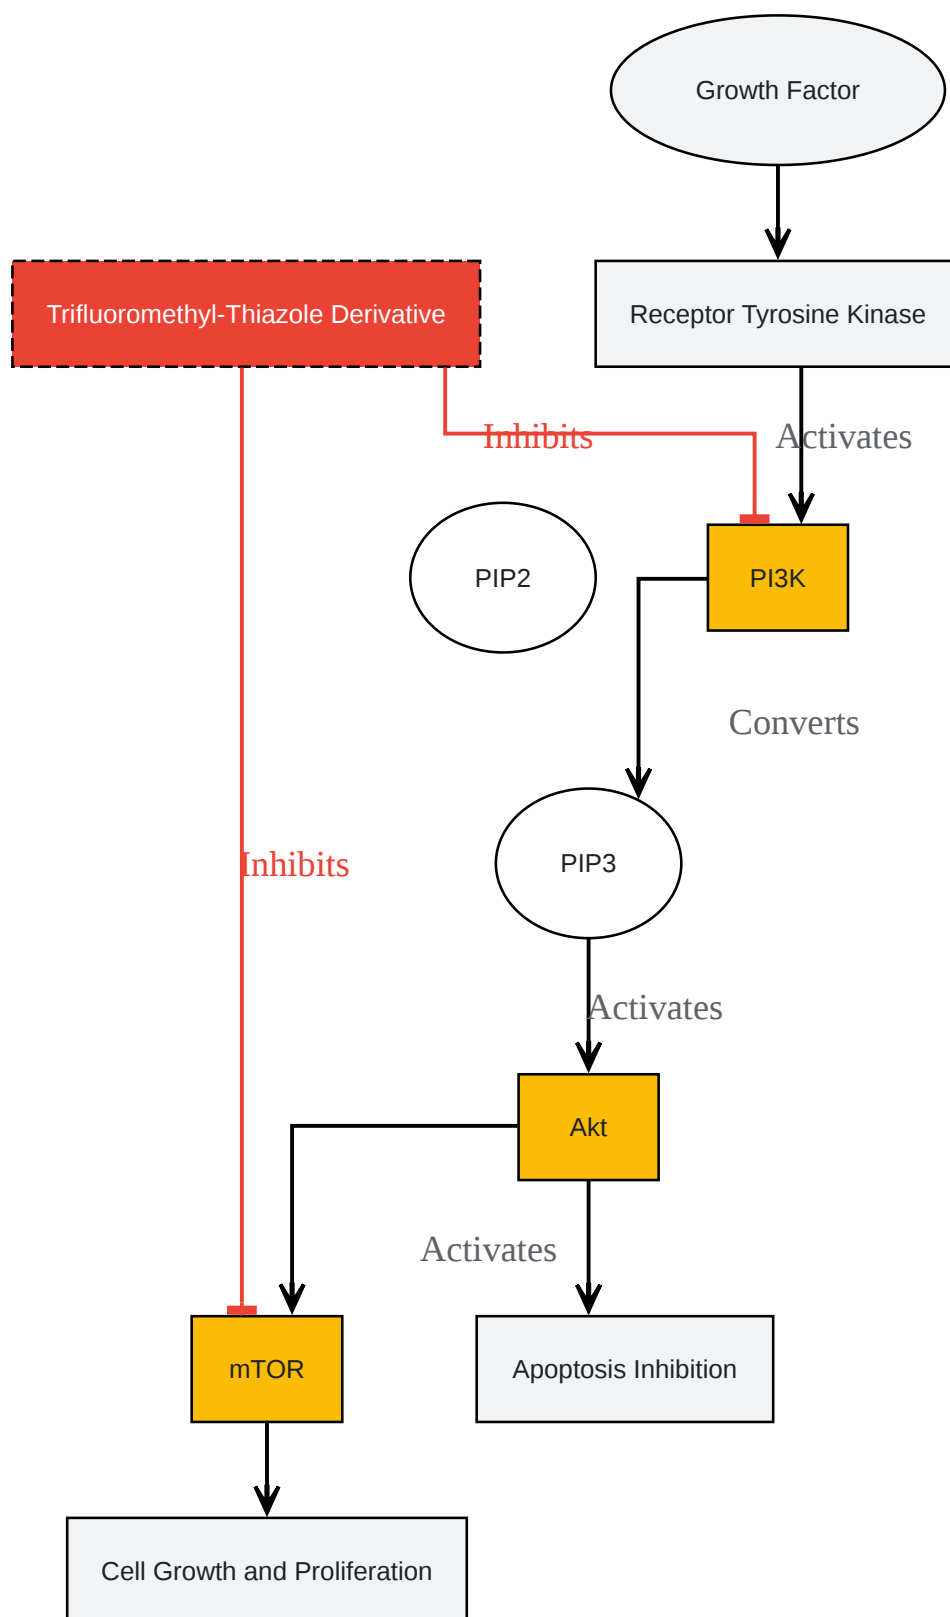 Growth Factor
Trifluoromethyl-Thiazole Derivative
Receptor Tyrosine Kinase
Inhibits
Activates
PIP2
PI3K
Converts
PIP3
Inhibits
Activates
Akt
Activates
mTOR
Apoptosis Inhibition
Cell Growth and Proliferation